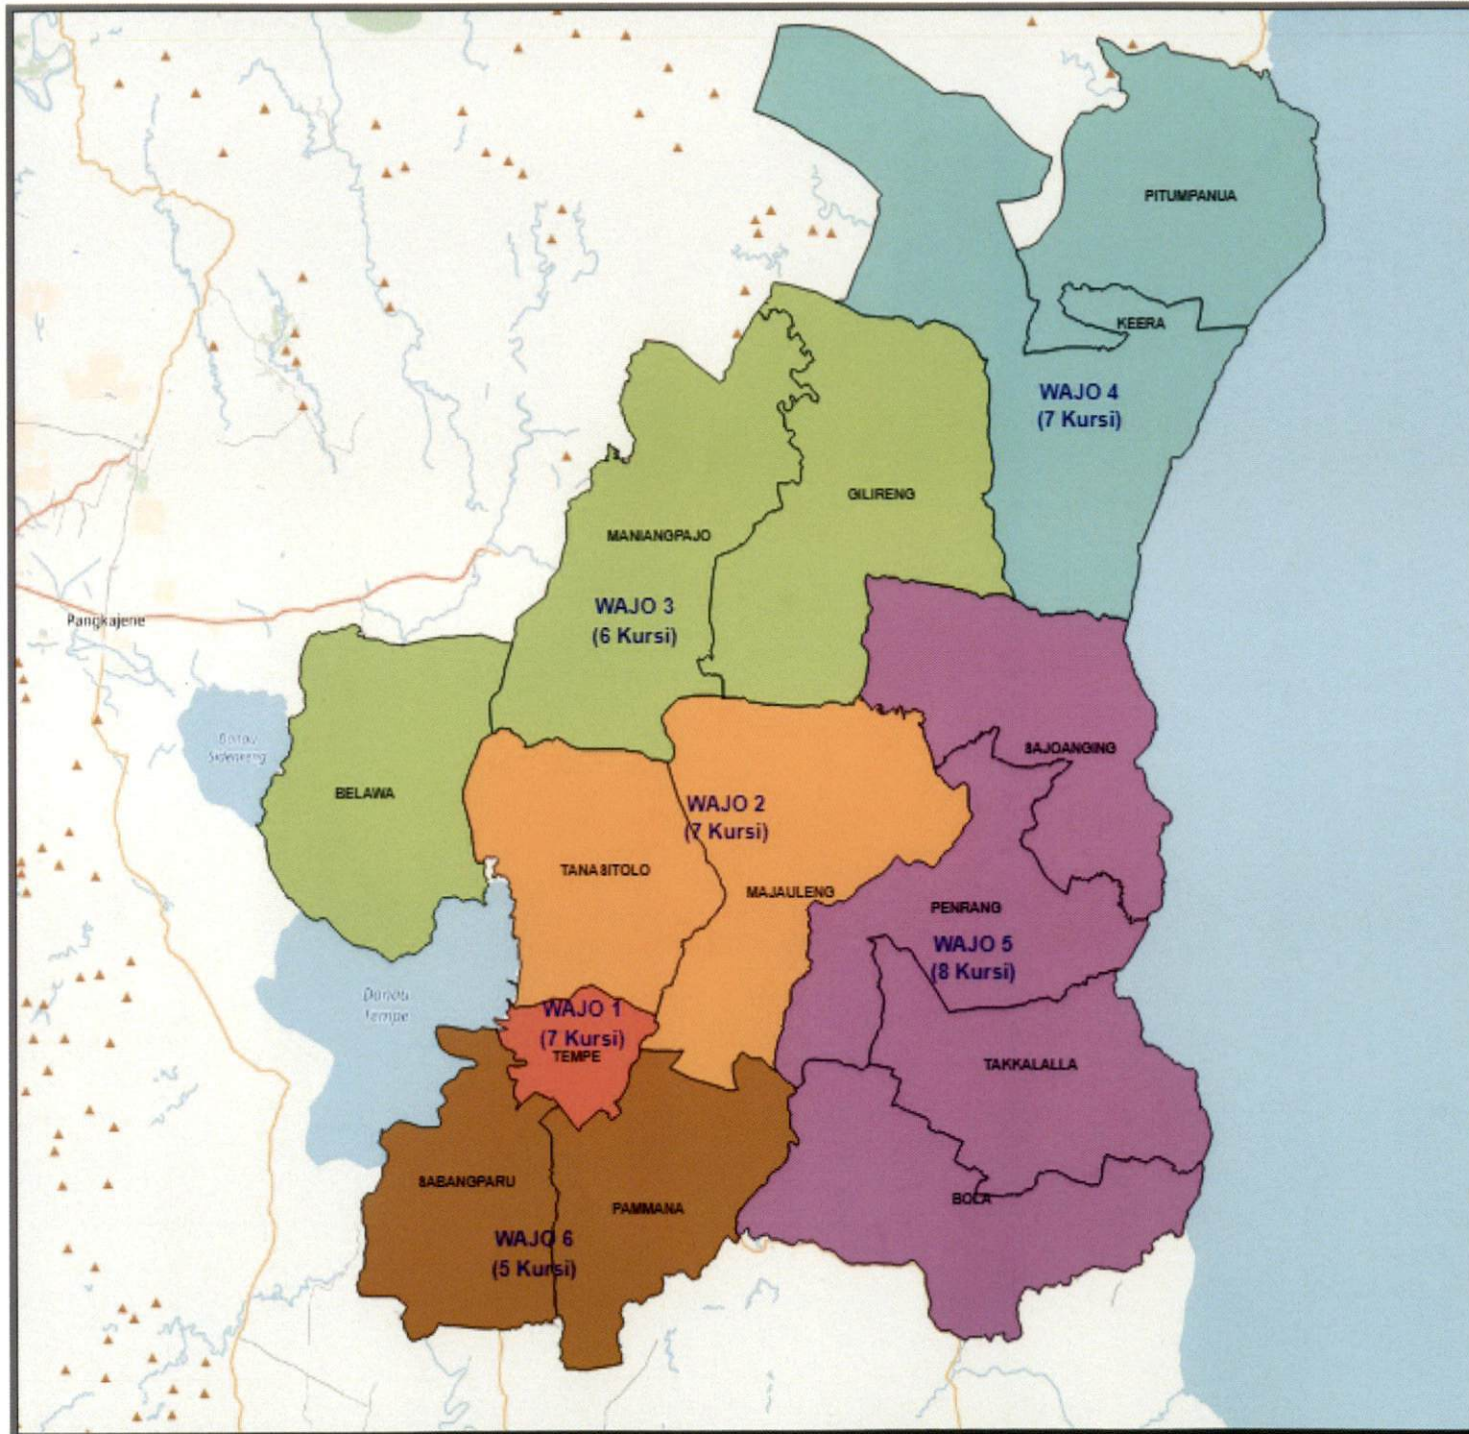 PITUMPANUA
KEERA
WAJO 4
(7 Kursi)
GILIRENG
MANIANGPAJO
WAJO 3
(6 Kursi)
Pangkajene
Danau
Sidenreng
SAJOANGING
BELAWA
WAJO 2
(7 Kursi)
TANASITOLO
MAJAULENG
PENRANG
WAJO 5
(8 Kursi)
Danau
Tempe
WAJO 1
(7 Kursi)
TEMPE
TAKKALALLA
SABANGPARU
BOLA
PAMMANA
WAJO 6
(5 Kursi)